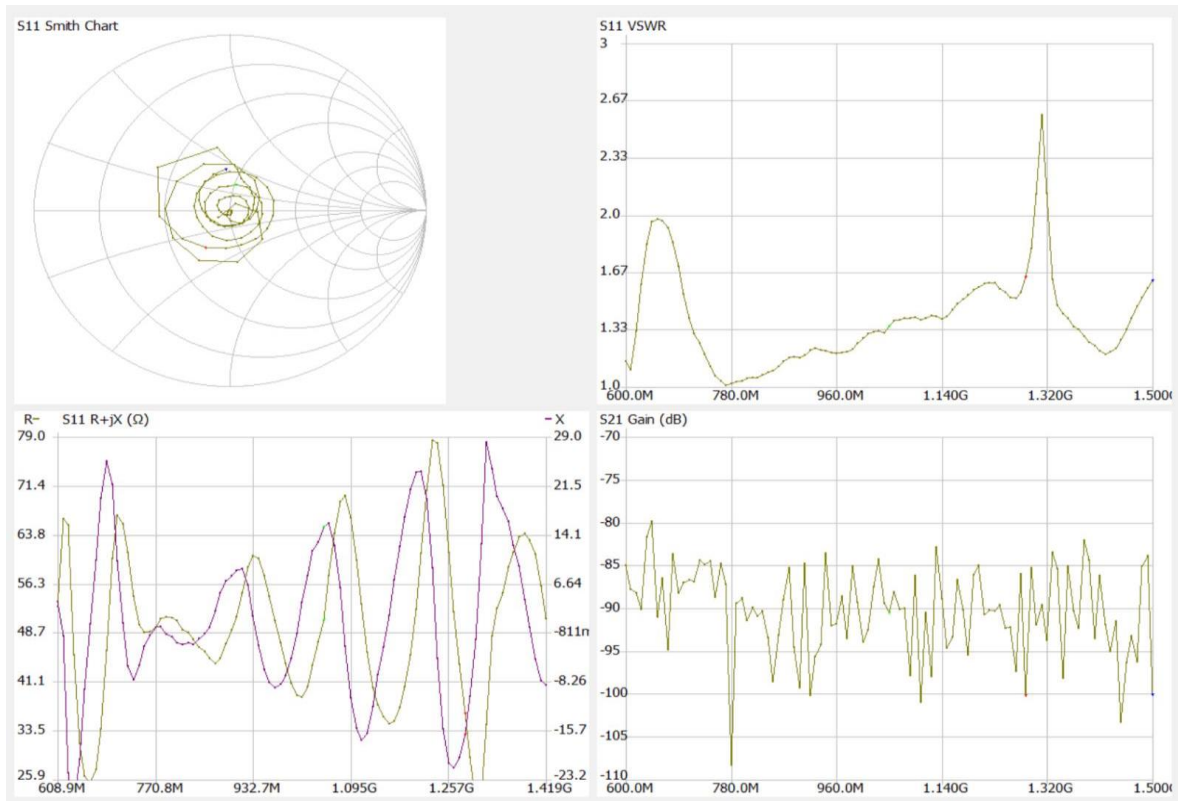 S11 Smith Chart
S11 VSWR
3
2.67
2.33
2.0
1.67
1.33
1.0
600.0M 780.0M 960.0M 1.140G 1.320G 1.500G
R S11 R+jX (Ω) X
79.0 29.0
71.4 21.5
63.8 14.1
56.3 6.64
48.7 -811m
41.1 -8.26
33.5 -15.7
25.9 -23.2
608.9M 770.8M 932.7M 1.095G 1.257G 1.419G
S21 Gain (dB)
-70
-75
-80
-85
-90
-95
-100
-105
-110
600.0M 780.0M 960.0M 1.140G 1.320G 1.500